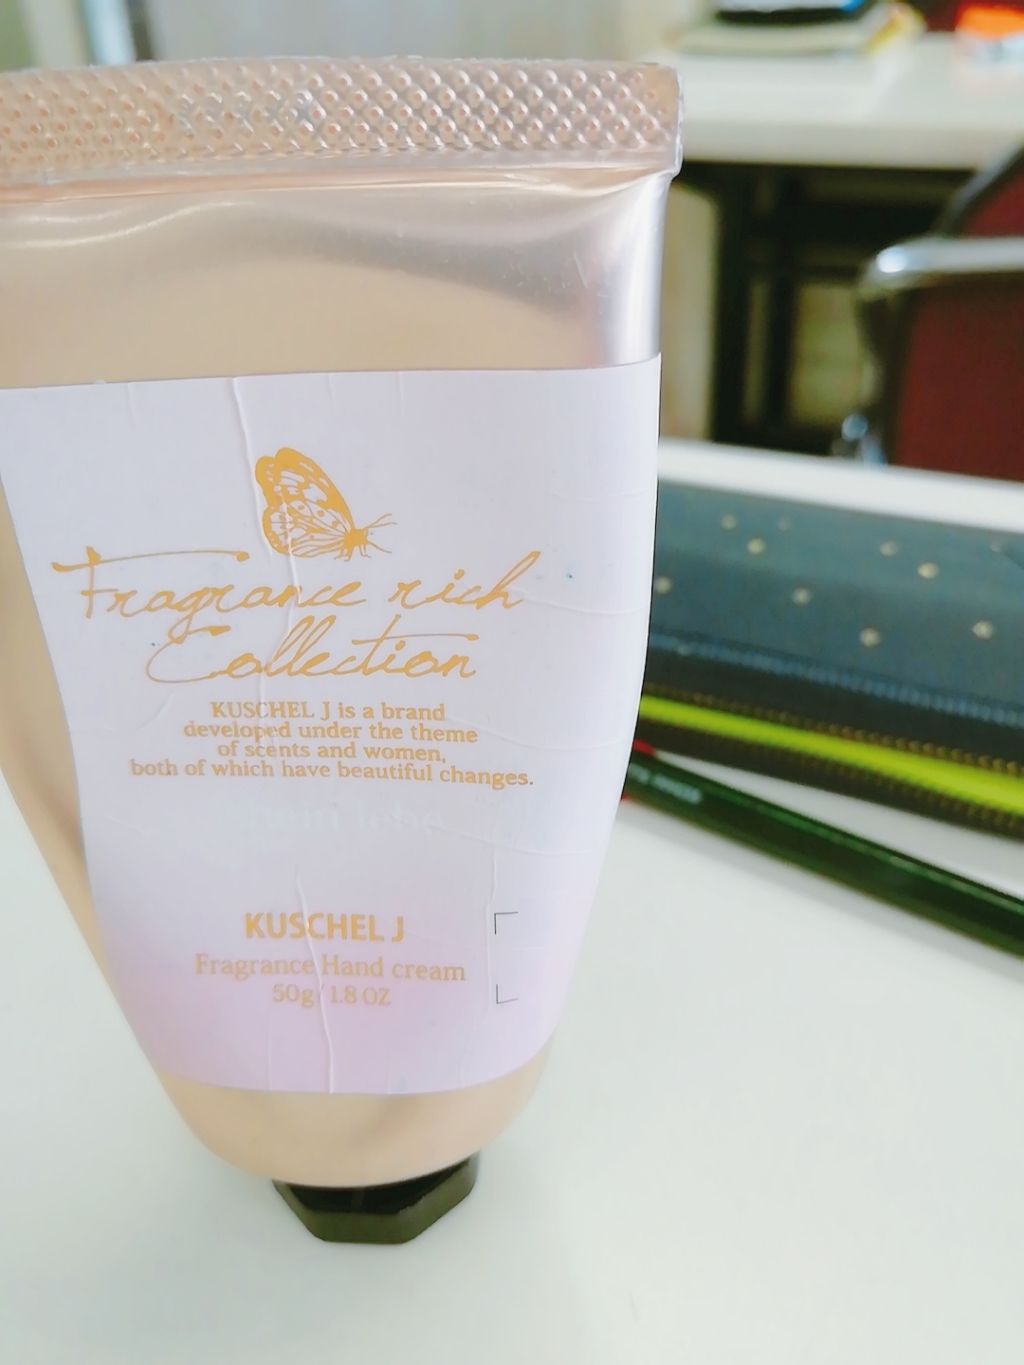 Fragrance rich
Collection
KUSCHEL J is a brand
developed under the theme
of scents and women,
both of which have beautiful changes.
KUSCHEL J
Fragrance Hand cream
50g/1.8 OZ